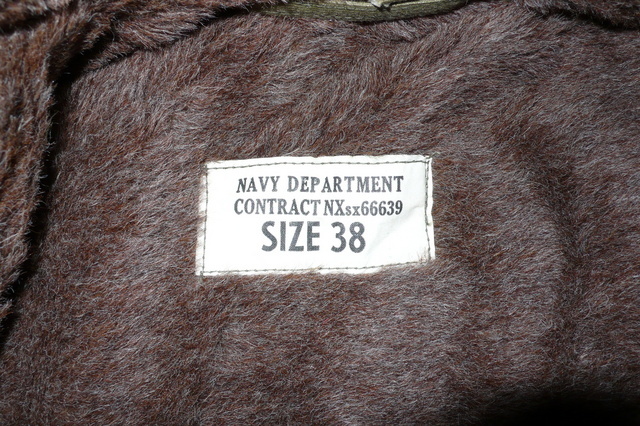 NAVY DEPARTMENT
CONTRACT NXsx66639
SIZE 38